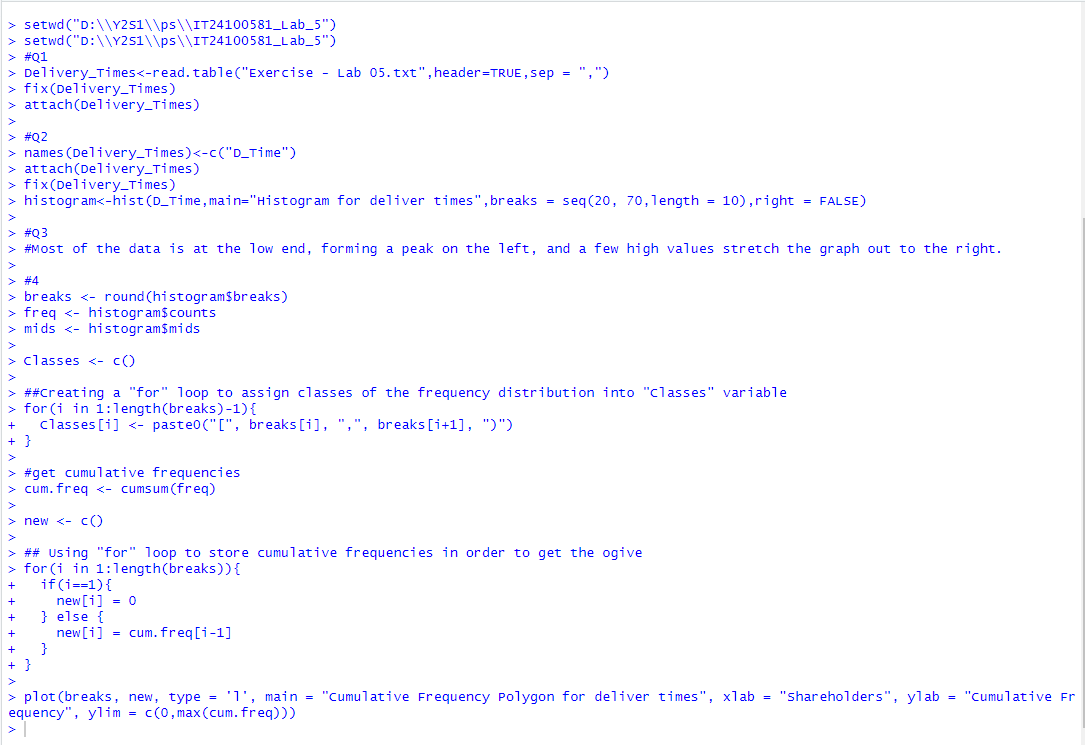 > setwd("D:\\Y2S1\\ps\\IT24100581_Lab_5")
> setwd("D:\\Y2S1\\ps\\IT24100581_Lab_5")
> #Q1
> Delivery_Times<-read.table("Exercise - Lab 05.txt",header=TRUE,sep = ",")
> fix(Delivery_Times)
> attach(Delivery_Times)
>
> #Q2
> names(Delivery_Times)<-c("D_Time")
> attach(Delivery_Times)
> fix(Delivery_Times)
> histogram<-hist(D_Time,main="Histogram for deliver times",breaks = seq(20, 70,length = 10),right = FALSE)
>
> #Q3
> #Most of the data is at the low end, forming a peak on the left, and a few high values stretch the graph out to the right.
>
> #4
> breaks <- round(histogram$breaks)
> freq <- histogram$counts
> mids <- histogram$mids
>
> Classes <- c()
>
> ##Creating a "for" loop to assign classes of the frequency distribution into "Classes" variable
> for(i in 1:length(breaks)-1){
+   Classes[i] <- paste0("[", breaks[i], ",", breaks[i+1], ")")
+ }
>
> #get cumulative frequencies
> cum.freq <- cumsum(freq)
>
> new <- c()
>
> ## Using "for" loop to store cumulative frequencies in order to get the ogive
> for(i in 1:length(breaks)){
+   if(i==1){
+     new[i] = 0
+   } else {
+     new[i] = cum.freq[i-1]
+   }
+ }
>
> plot(breaks, new, type = 'l', main = "Cumulative Frequency Polygon for deliver times", xlab = "Shareholders", ylab = "Cumulative Fr
equency", ylim = c(0,max(cum.freq)))
>